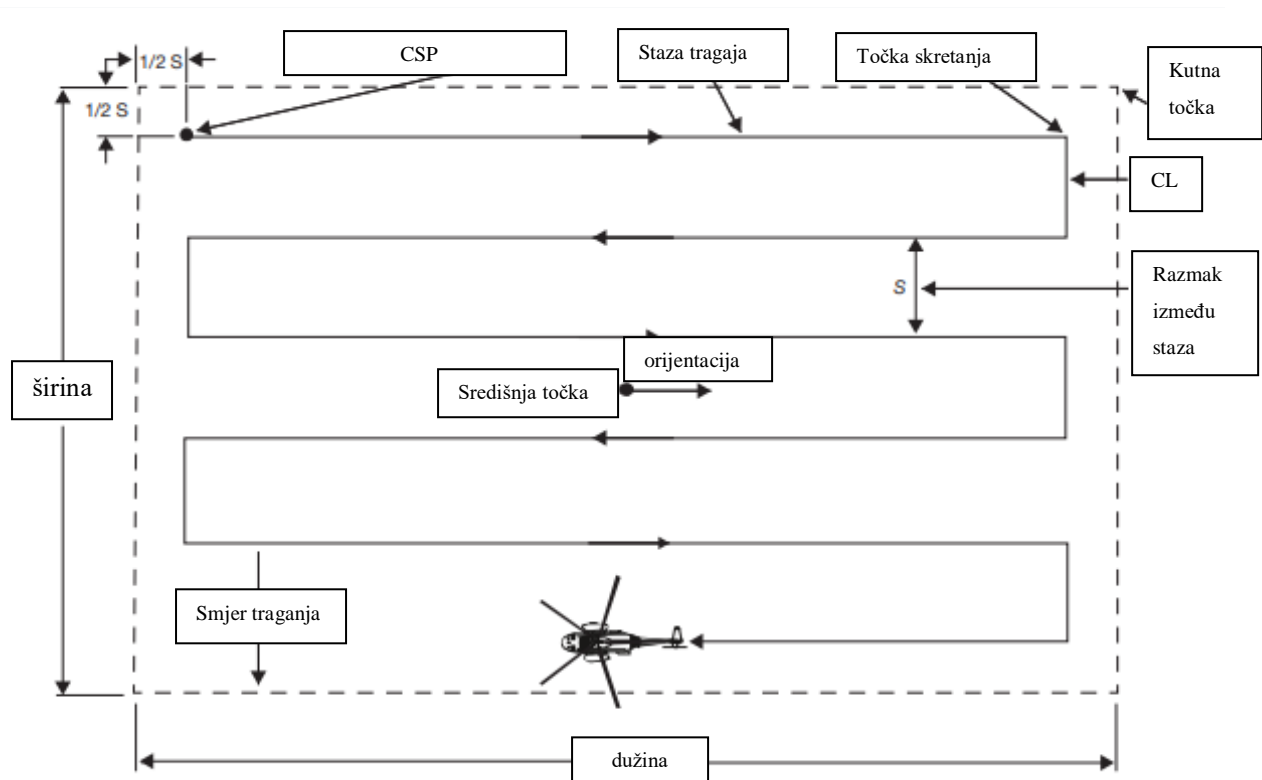 1/2 S
CSP
Staza tragaja
Točka skretanja
Kutna
točka
1/2 S
CL
S
Razmak
između
staza
orijentacija
širina
Središnja točka
Smjer traganja
dužina